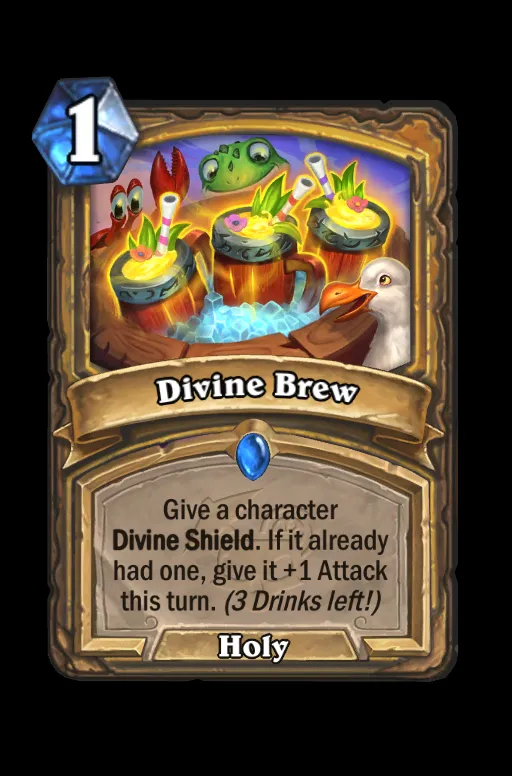 1
Divine Brew
Give a character
Divine Shield. If it already
had one, give it +1 Attack
this turn. (3 Drinks left!)
Holy